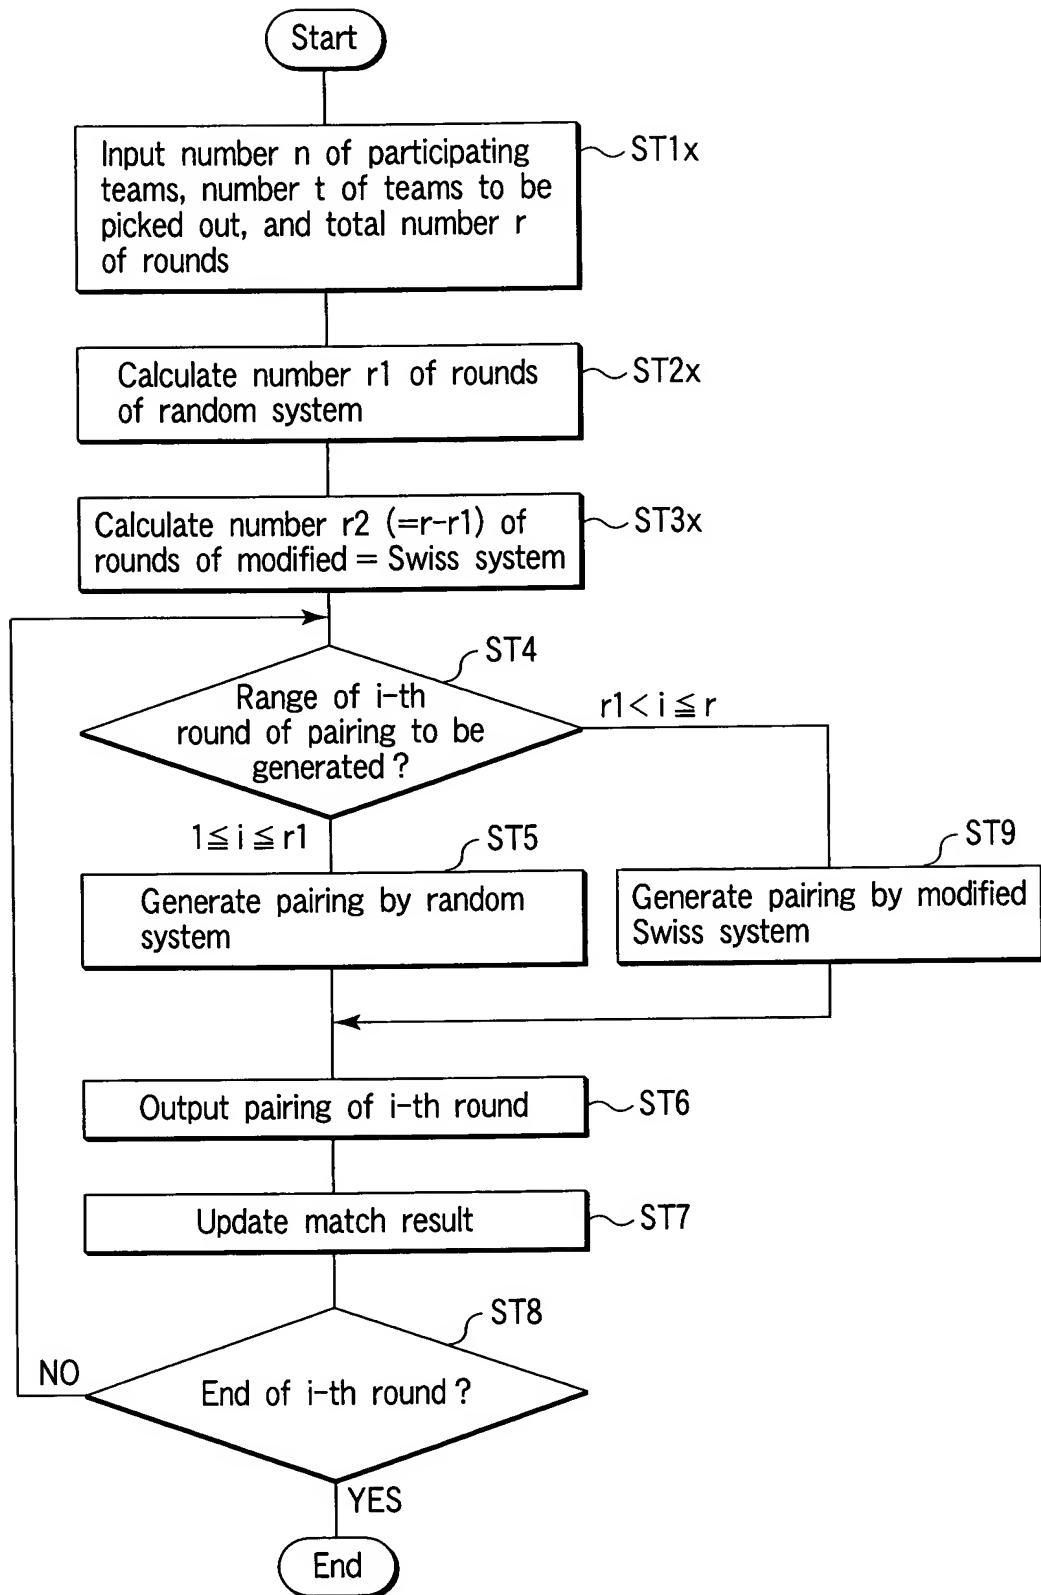 Start
Input number n of participating
teams, number t of teams to be
picked out, and total number r
of rounds
ST1x
Calculate number r1 of rounds
of random system
ST2x
Calculate number r2 (=r-r1) of
rounds of modified = Swiss system
ST3x
ST4
Range of i-th
round of pairing to be
generated ?
r1< i ≦ r
1≦ i ≦ r1
ST5
Generate pairing by random
system
ST9
Generate pairing by modified
Swiss system
Output pairing of i-th round
ST6
Update match result
ST7
ST8
End of i-th round ?
NO
YES
End